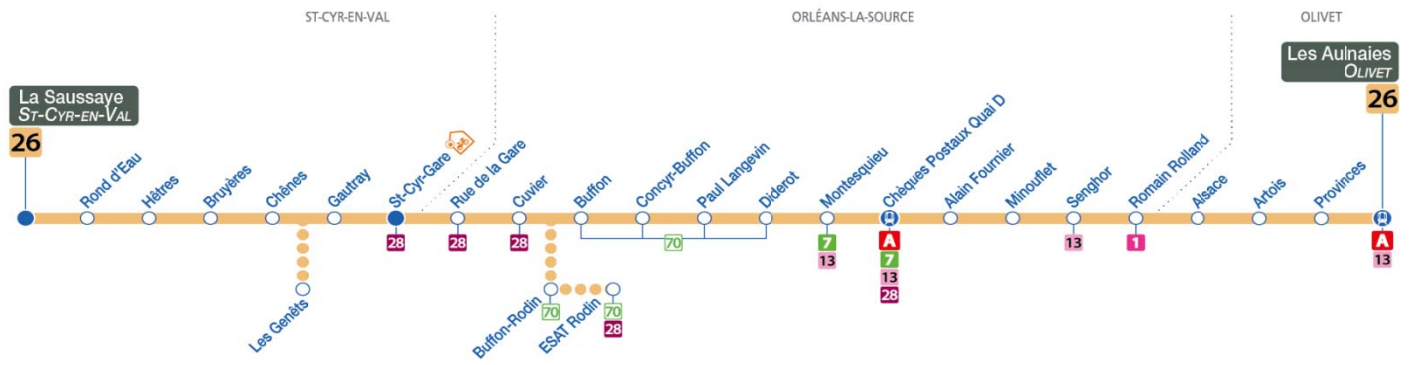 ST-CYR-EN-VAL
ORLÉANS-LA-SOURCE
OLIVET
La Saussaye
ST-CYR-EN-VAL
26
Les Aulnaies
OLIVET
26
Rond d'Eau
Hêtres
Bruyères
Chênes
Gautray
St-Cyr-Gare
Rue de la Gare
Cuvier
Buffon
Concyr-Buffon
Paul Langevin
Diderot
Montesquieu
Chèques Postaux Quai D
Alain Fournier
Minouflet
Senghor
Romain Rolland
Alsace
Artois
Provinces
28
28
28
70
7
13
A
7
13
28
13
1
A
13
Les Genêts
Buffon-Rodin
70
ESAT Rodin
70
28